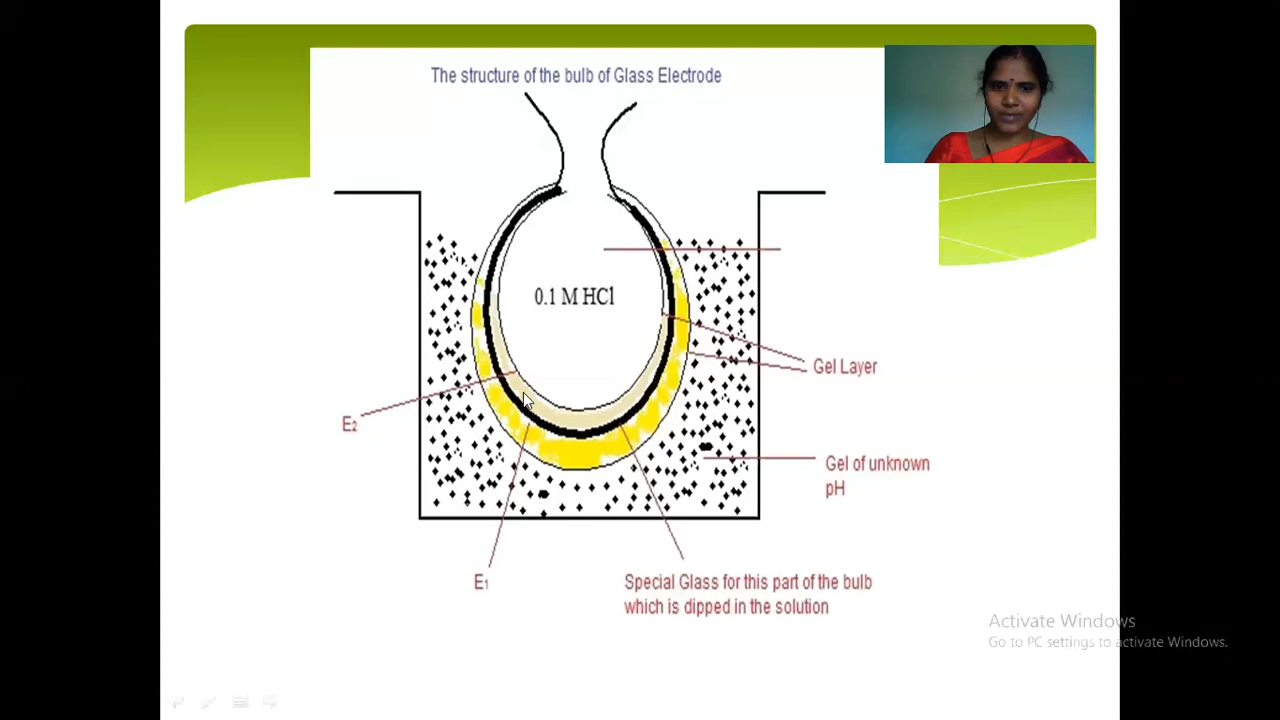 The structure of the bulb of Glass Electrode
0.1 M HCl
Gel Layer
E2
Gel of unknown
pH
E1
Special Glass for this part of the bulb
which is dipped in the solution
Activate Windows
Go to PC settings to activate Windows.